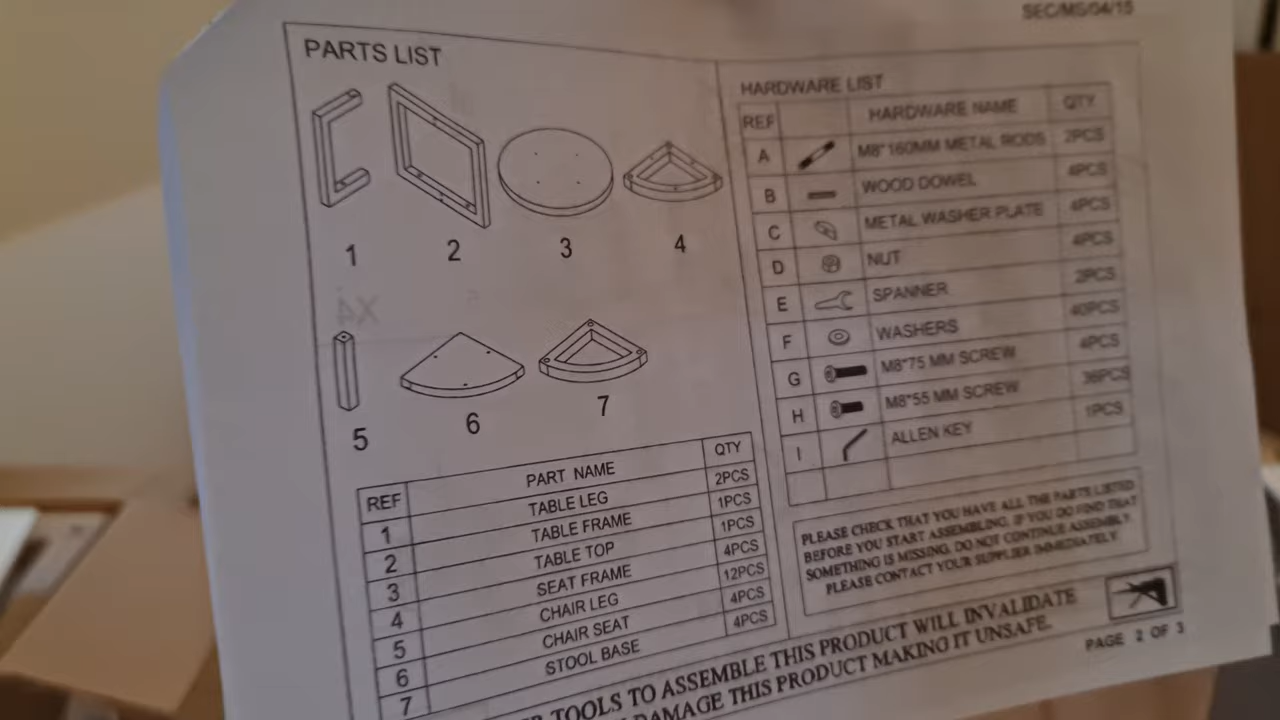 SEC/MS/04/15
PARTS LIST
1
2
3
4
5
6
7
REF PART NAME QTY
1 TABLE LEG 2PCS
2 TABLE FRAME 1PCS
3 TABLE TOP 1PCS
4 SEAT FRAME 4PCS
5 CHAIR LEG 12PCS
6 CHAIR SEAT 4PCS
7 STOOL BASE 4PCS
HARDWARE LIST
REF HARDWARE NAME QTY
A M8*160MM METAL RODS 2PCS
B WOOD DOWEL 4PCS
C METAL WASHER PLATE 4PCS
D NUT 4PCS
E SPANNER 2PCS
F WASHERS 40PCS
G M8*75 MM SCREW 4PCS
H M8*55 MM SCREW 36PCS
I ALLEN KEY 1PCS
PLEASE CHECK THAT YOU HAVE ALL THE PARTS LISTED
BEFORE YOU START ASSEMBLING. IF YOU DO FIND THAT
SOMETHING IS MISSING, DO NOT CONTINUE ASSEMBLY.
PLEASE CONTACT YOUR SUPPLIER IMMEDIATELY.
TOOLS TO ASSEMBLE THIS PRODUCT WILL INVALIDATE
DAMAGE THIS PRODUCT MAKING IT UNSAFE.
PAGE 2 OF 3